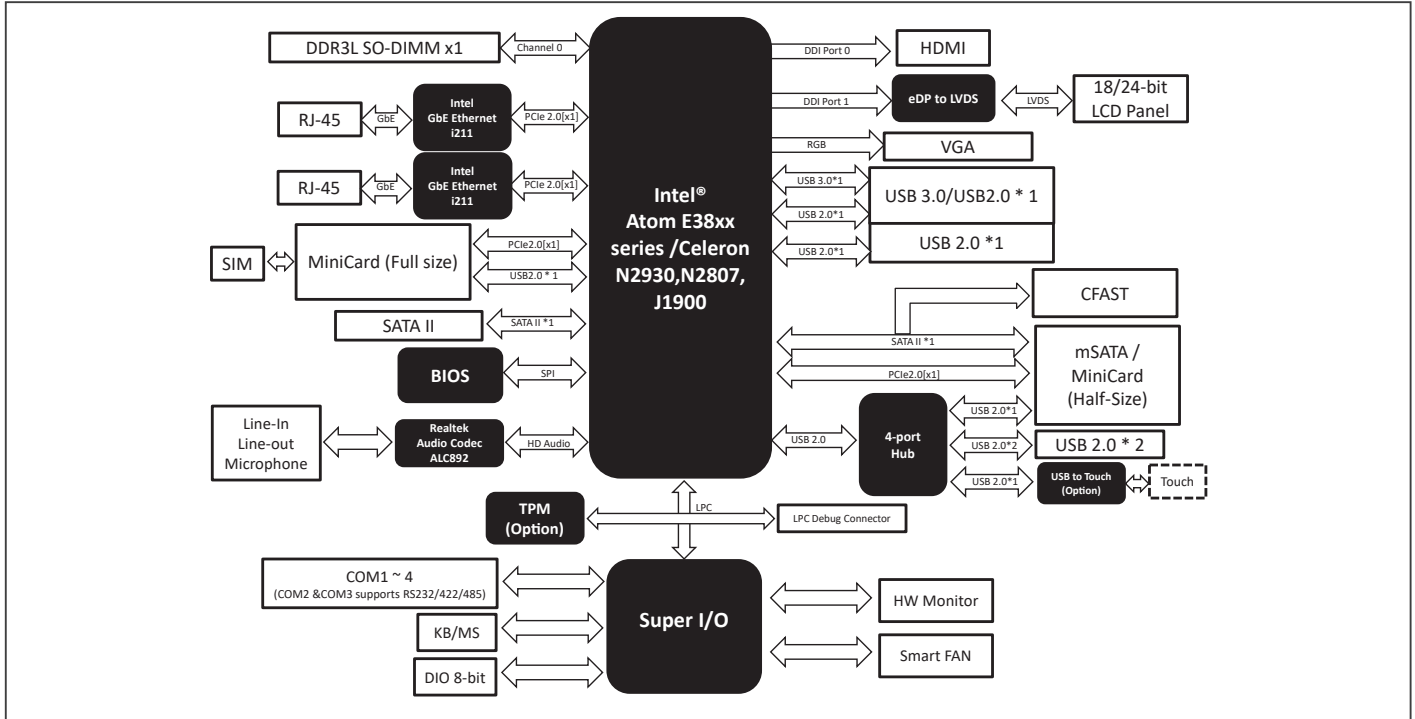 DDR3L SO-DIMM x1
Channel 0
DDI Port 0
HDMI
RJ-45
GbE
Intel
GbE Ethernet
i211
PCIe 2.0[x1]
DDI Port 1
eDP to LVDS
LVDS
18/24-bit
LCD Panel
RGB
VGA
RJ-45
GbE
Intel
GbE Ethernet
i211
PCIe 2.0[x1]
Intel®
Atom E38xx
series /Celeron
N2930,N2807,
J1900
USB 3.0*1
USB 2.0*1
USB 3.0/USB2.0 * 1
USB 2.0*1
USB 2.0 *1
SIM
MiniCard (Full size)
PCIe2.0[x1]
USB2.0 * 1
SATA II
SATA II *1
CFAST
SATA II *1
PCIe2.0[x1]
mSATA /
MiniCard
(Half-Size)
BIOS
SPI
Line-In
Line-out
Microphone
Realtek
Audio Codec
ALC892
HD Audio
USB 2.0
4-port
Hub
USB 2.0*1
USB 2.0*2
USB 2.0 * 2
USB 2.0*1
USB to Touch
(Option)
Touch
TPM
(Option)
LPC
LPC Debug Connector
COM1 ~ 4
(COM2 &COM3 supports RS232/422/485)
KB/MS
DIO 8-bit
Super I/O
HW Monitor
Smart FAN